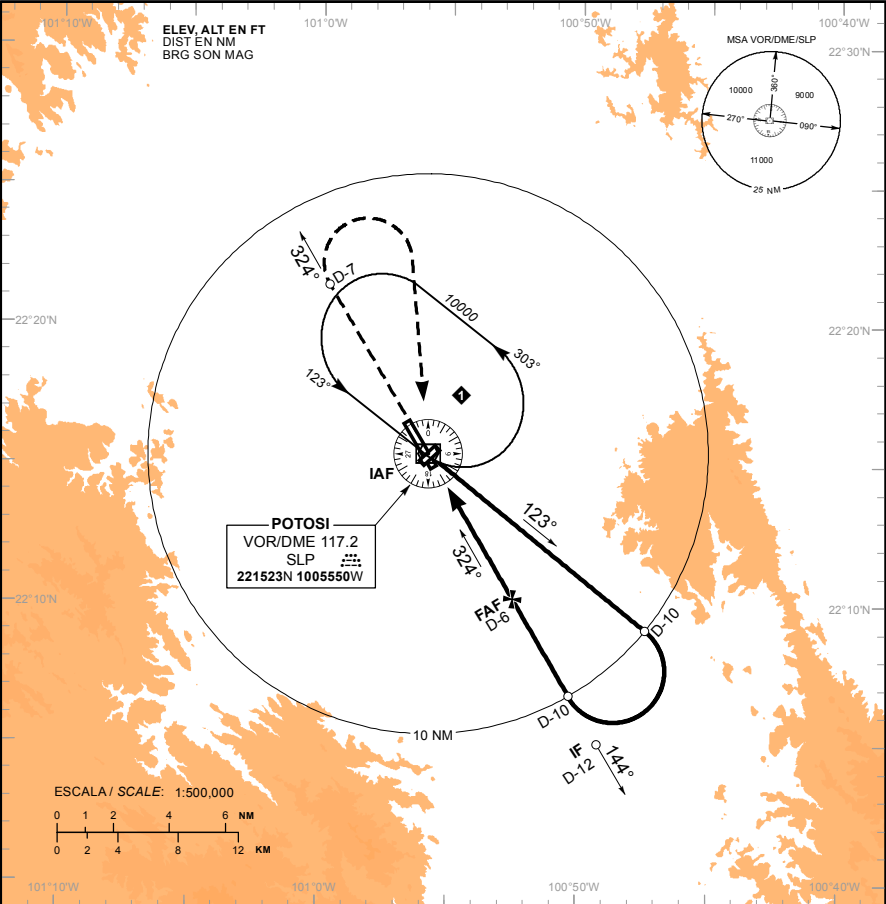 101°10'W
101°0'W
100°50'W
100°40'W
ELEV, ALT EN FT
DIST EN NM
BRG SON MAG
MSA VOR/DME/SLP
22°30'N
10000
360°
9000
270°
090°
11000
25 NM
324°
D-7
10000
22°20'N
22°20'N
303°
123°
1
0
27
9
18
IAF
POTOSI
VOR/DME 117.2
SLP
221523N 1005550W
123°
324°
FAF
D-6
22°10'N
22°10'N
D-10
D-10
10 NM
IF
D-12
144°
ESCALA / SCALE: 1:500,000
0 1 2 4 6 NM
0 2 4 8 12 KM
101°10'W
101°0'W
100°50'W
100°40'W